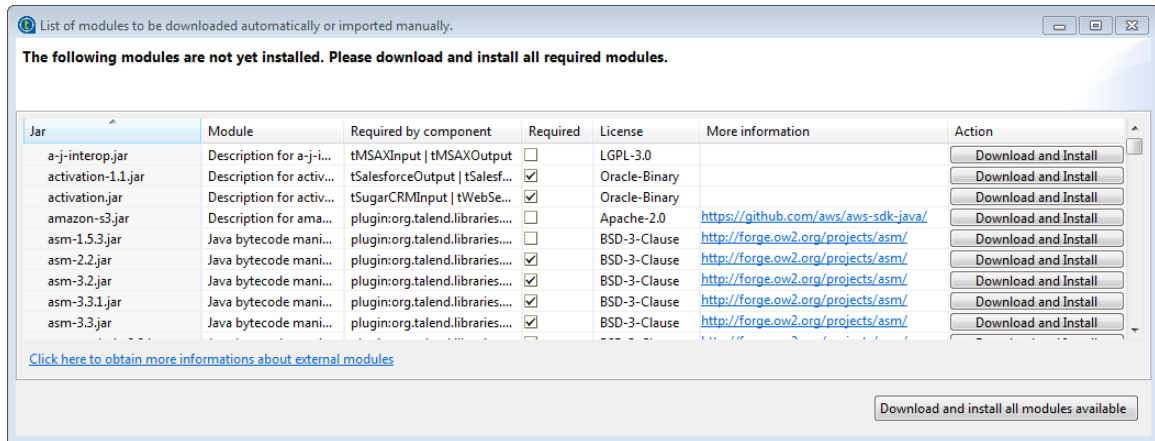 List of modules to be downloaded automatically or imported manually.
The following modules are not yet installed. Please download and install all required modules.
Jar Module Required by component Required License More information Action
a-j-interop.jar Description for a-j-i... tMSAXInput | tMSAXOutput LGPL-3.0 Download and Install
activation-1.1.jar Description for activ... tSalesforceOutput | tSalesf... Oracle-Binary Download and Install
activation.jar Description for activ... tSugarCRMInput | tWebSe... Oracle-Binary Download and Install
amazon-s3.jar Description for ama... plugin:org.talend.libraries.... Apache-2.0 https://github.com/aws/aws-sdk-java/ Download and Install
asm-1.5.3.jar Java bytecode mani... plugin:org.talend.libraries.... BSD-3-Clause http://forge.ow2.org/projects/asm/ Download and Install
asm-2.2.jar Java bytecode mani... plugin:org.talend.libraries.... BSD-3-Clause http://forge.ow2.org/projects/asm/ Download and Install
asm-3.2.jar Java bytecode mani... plugin:org.talend.libraries.... BSD-3-Clause http://forge.ow2.org/projects/asm/ Download and Install
asm-3.3.1.jar Java bytecode mani... plugin:org.talend.libraries.... BSD-3-Clause http://forge.ow2.org/projects/asm/ Download and Install
asm-3.3.jar Java bytecode mani... plugin:org.talend.libraries.... BSD-3-Clause http://forge.ow2.org/projects/asm/ Download and Install
Click here to obtain more informations about external modules
Download and install all modules available